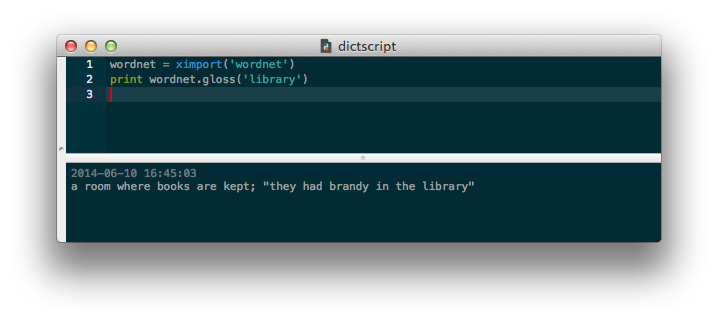 dictscript
1 wordnet = ximport('wordnet')
2 print wordnet.gloss('library')
3
2014-06-10 16:45:03
a room where books are kept; "they had brandy in the library"